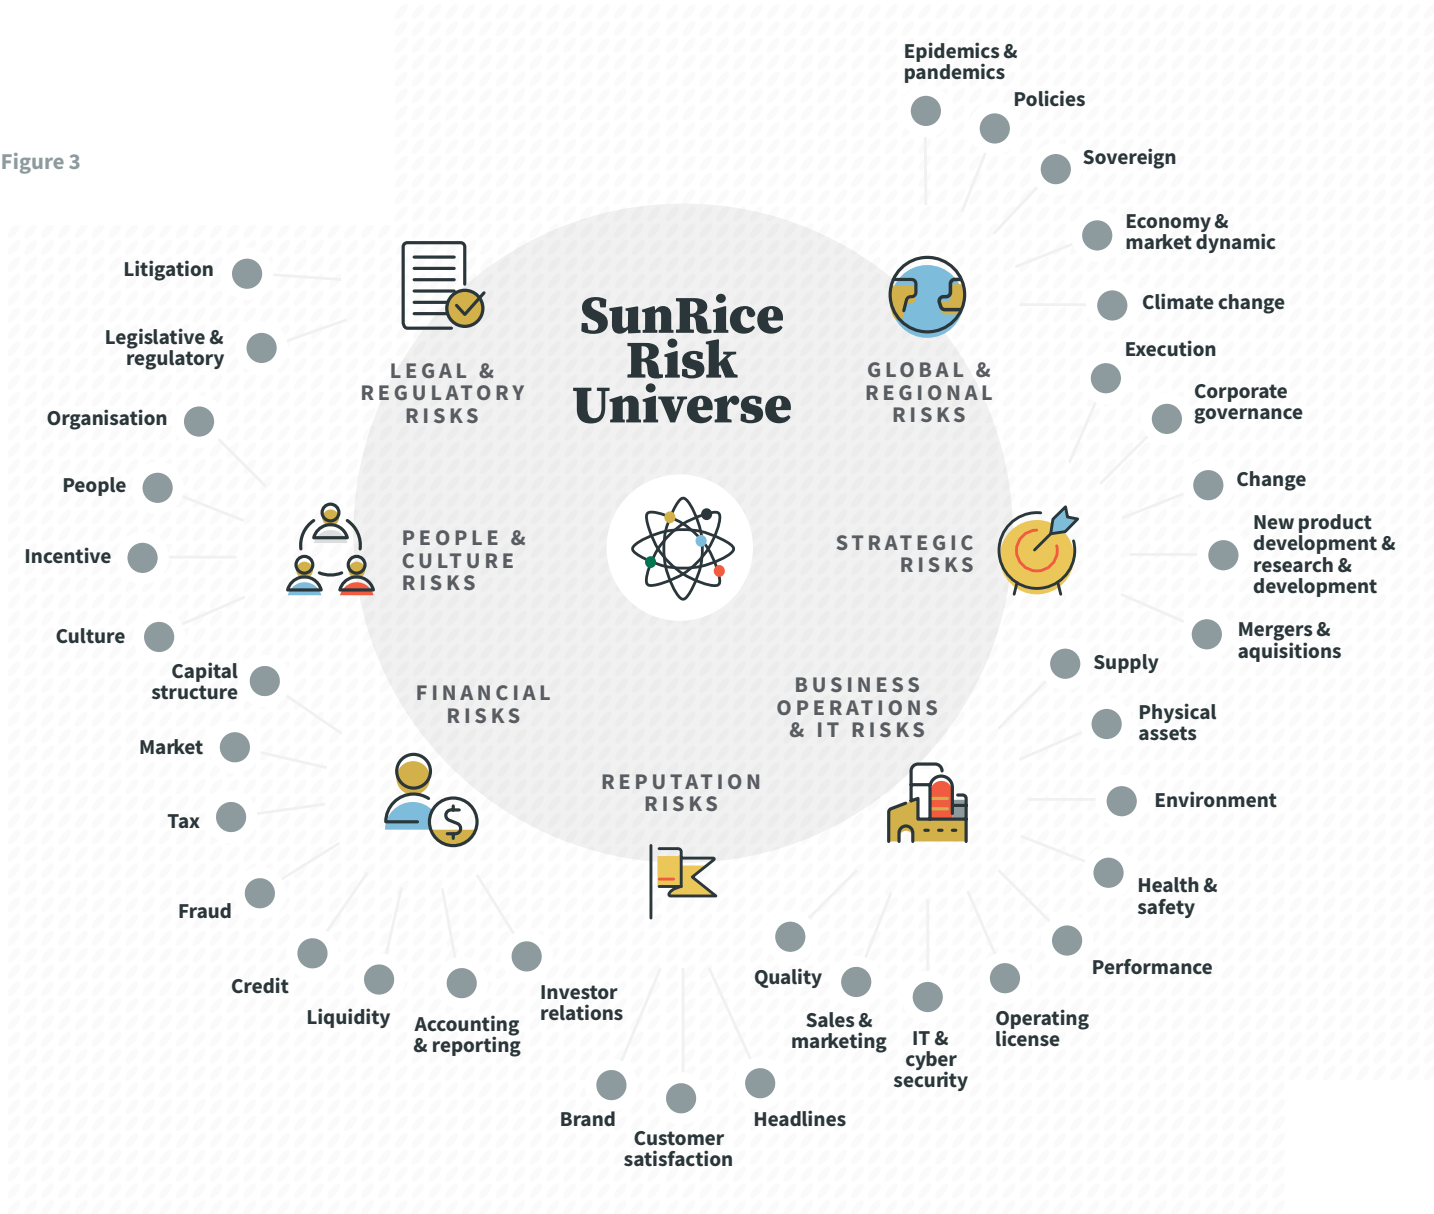 Figure 3
SunRice
Risk
Universe
GLOBAL &
REGIONAL
RISKS
Epidemics &
pandemics
Policies
Sovereign
Economy &
market dynamic
Climate change
STRATEGIC
RISKS
Execution
Corporate
governance
Change
New product
development &
research &
development
Mergers &
aquisitions
BUSINESS
OPERATIONS
& IT RISKS
Supply
Physical
assets
Environment
Health &
safety
Performance
Operating
license
IT &
cyber
security
Sales &
marketing
Quality
REPUTATION
RISKS
Headlines
Customer
satisfaction
Brand
FINANCIAL
RISKS
Investor
relations
Accounting
& reporting
Liquidity
Credit
Fraud
Tax
Market
Capital
structure
$
PEOPLE &
CULTURE
RISKS
Culture
Incentive
People
Organisation
LEGAL &
REGULATORY
RISKS
Legislative &
regulatory
Litigation